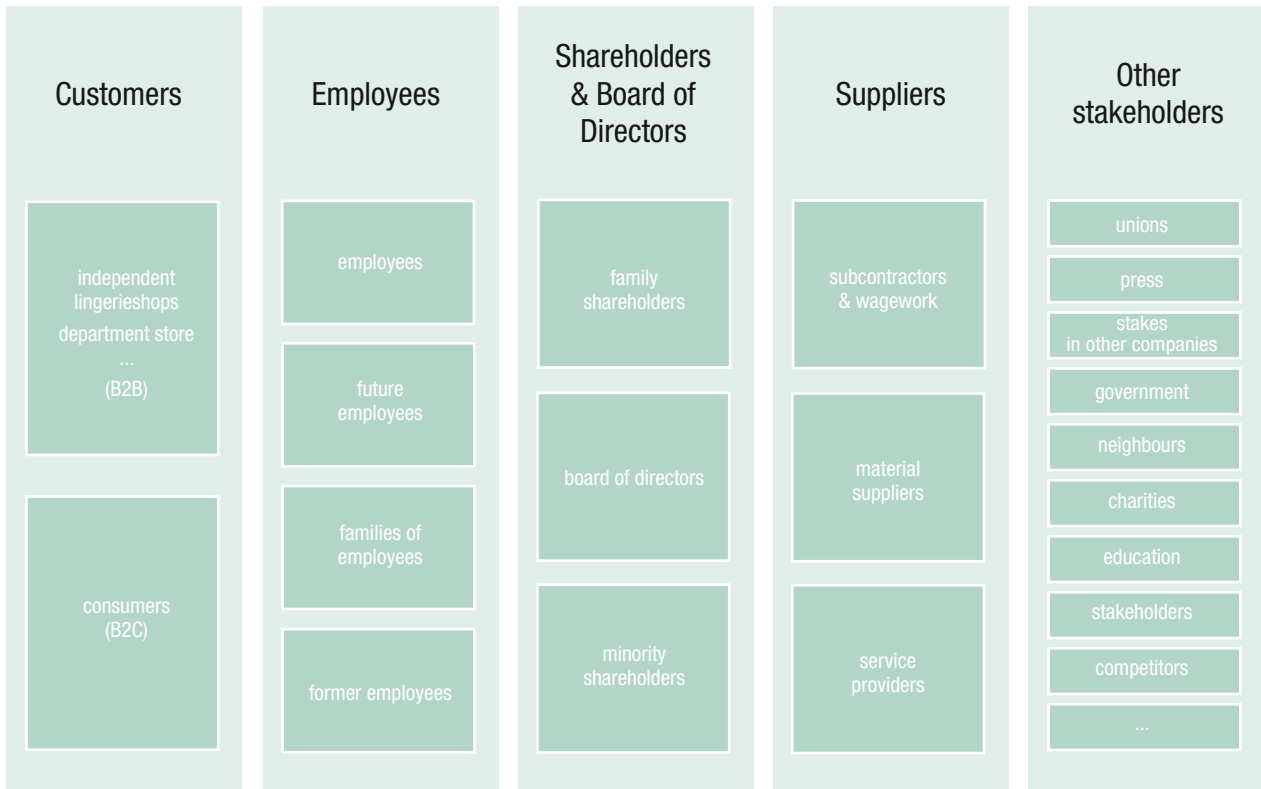 Customers
independent
lingerieshops
department store
...
(B2B)
consumers
(B2C)
Employees
employees
future
employees
families of
employees
former employees
Shareholders
& Board of
Directors
family
shareholders
board of directors
minority
shareholders
Suppliers
subcontractors
& wagework
material
suppliers
service
providers
Other
stakeholders
unions
press
stakes
in other companies
government
neighbours
charities
education
stakeholders
competitors
...